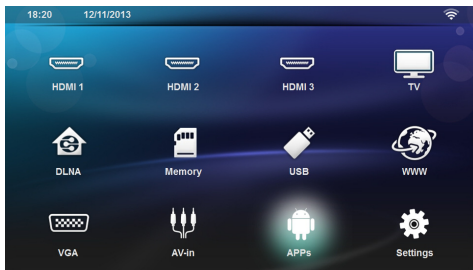 18:20 12/11/2013
HDMI 1 HDMI 2 HDMI 3 TV
DLNA Memory USB WWW
VGA AV-in APPs Settings